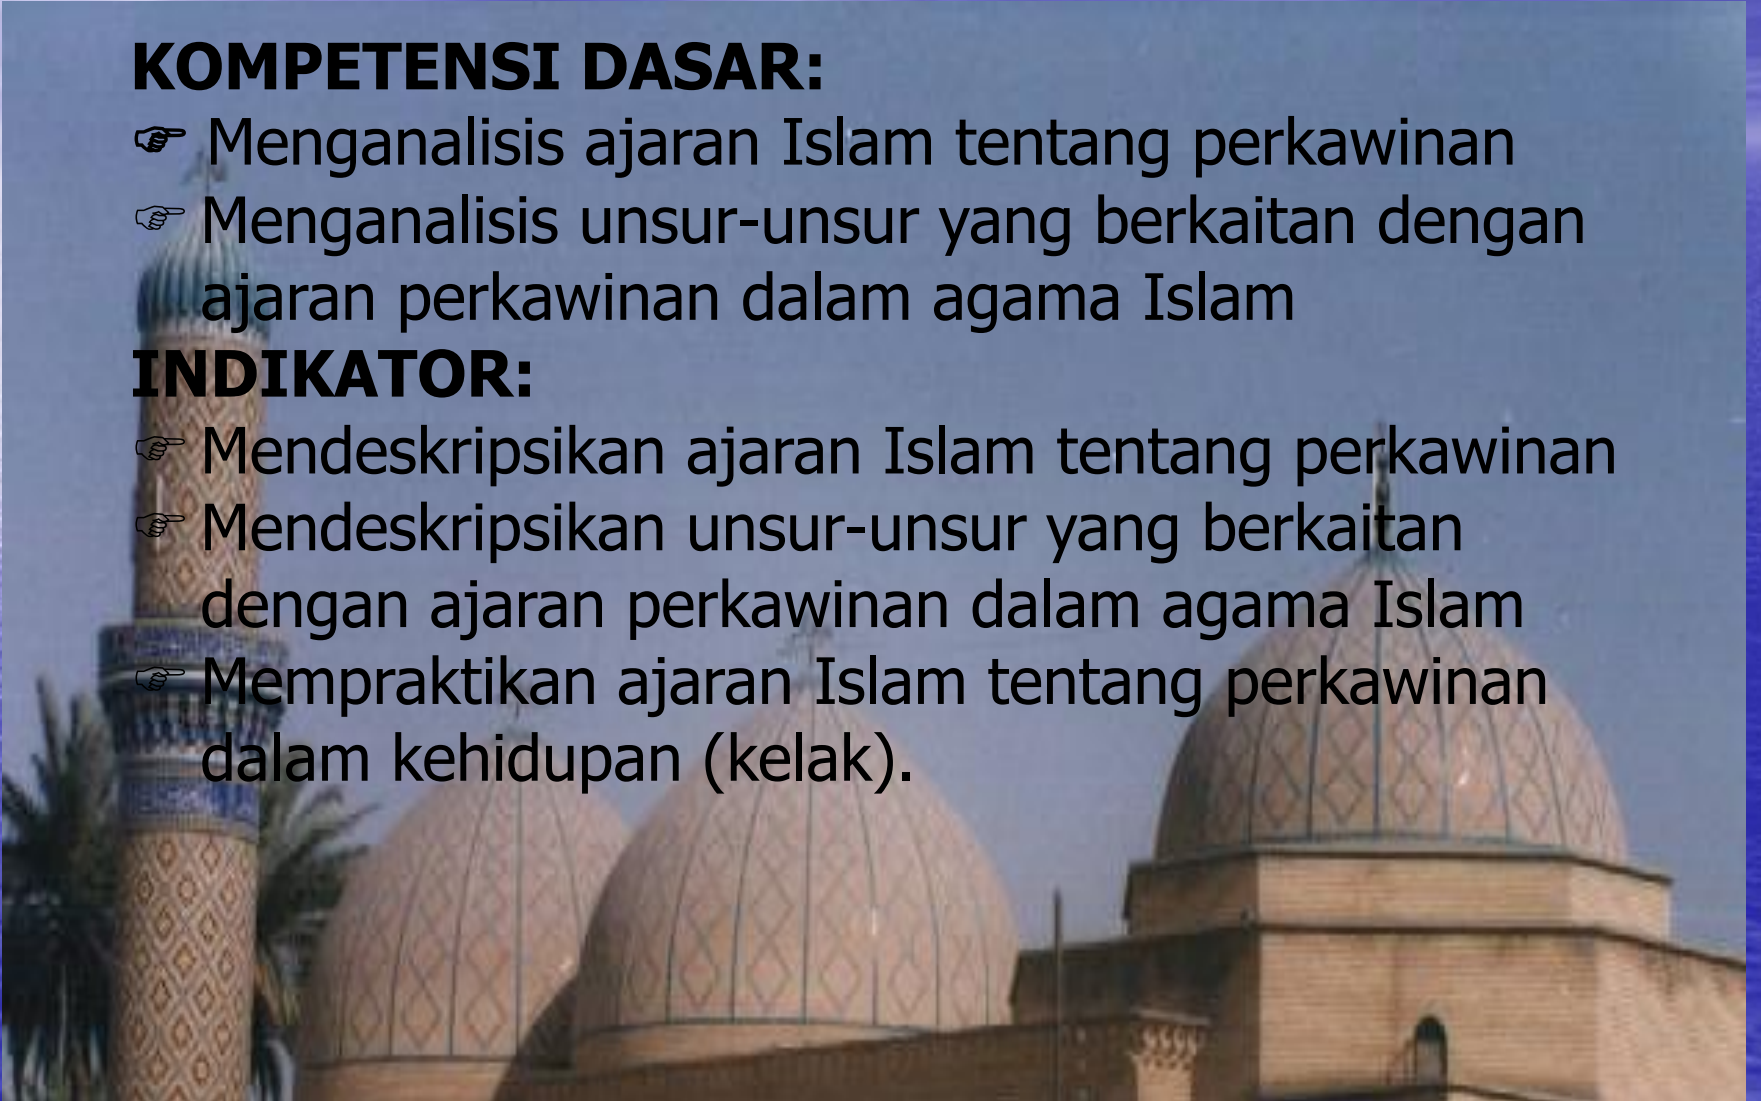 KOMPETENSI DASAR:
☞ Menganalisis ajaran Islam tentang perkawinan
☞ Menganalisis unsur-unsur yang berkaitan dengan
ajaran perkawinan dalam agama Islam
INDIKATOR:
☞ Mendeskripsikan ajaran Islam tentang perkawinan
☞ Mendeskripsikan unsur-unsur yang berkaitan
dengan ajaran perkawinan dalam agama Islam
☞ Mempraktikan ajaran Islam tentang perkawinan
dalam kehidupan (kelak).